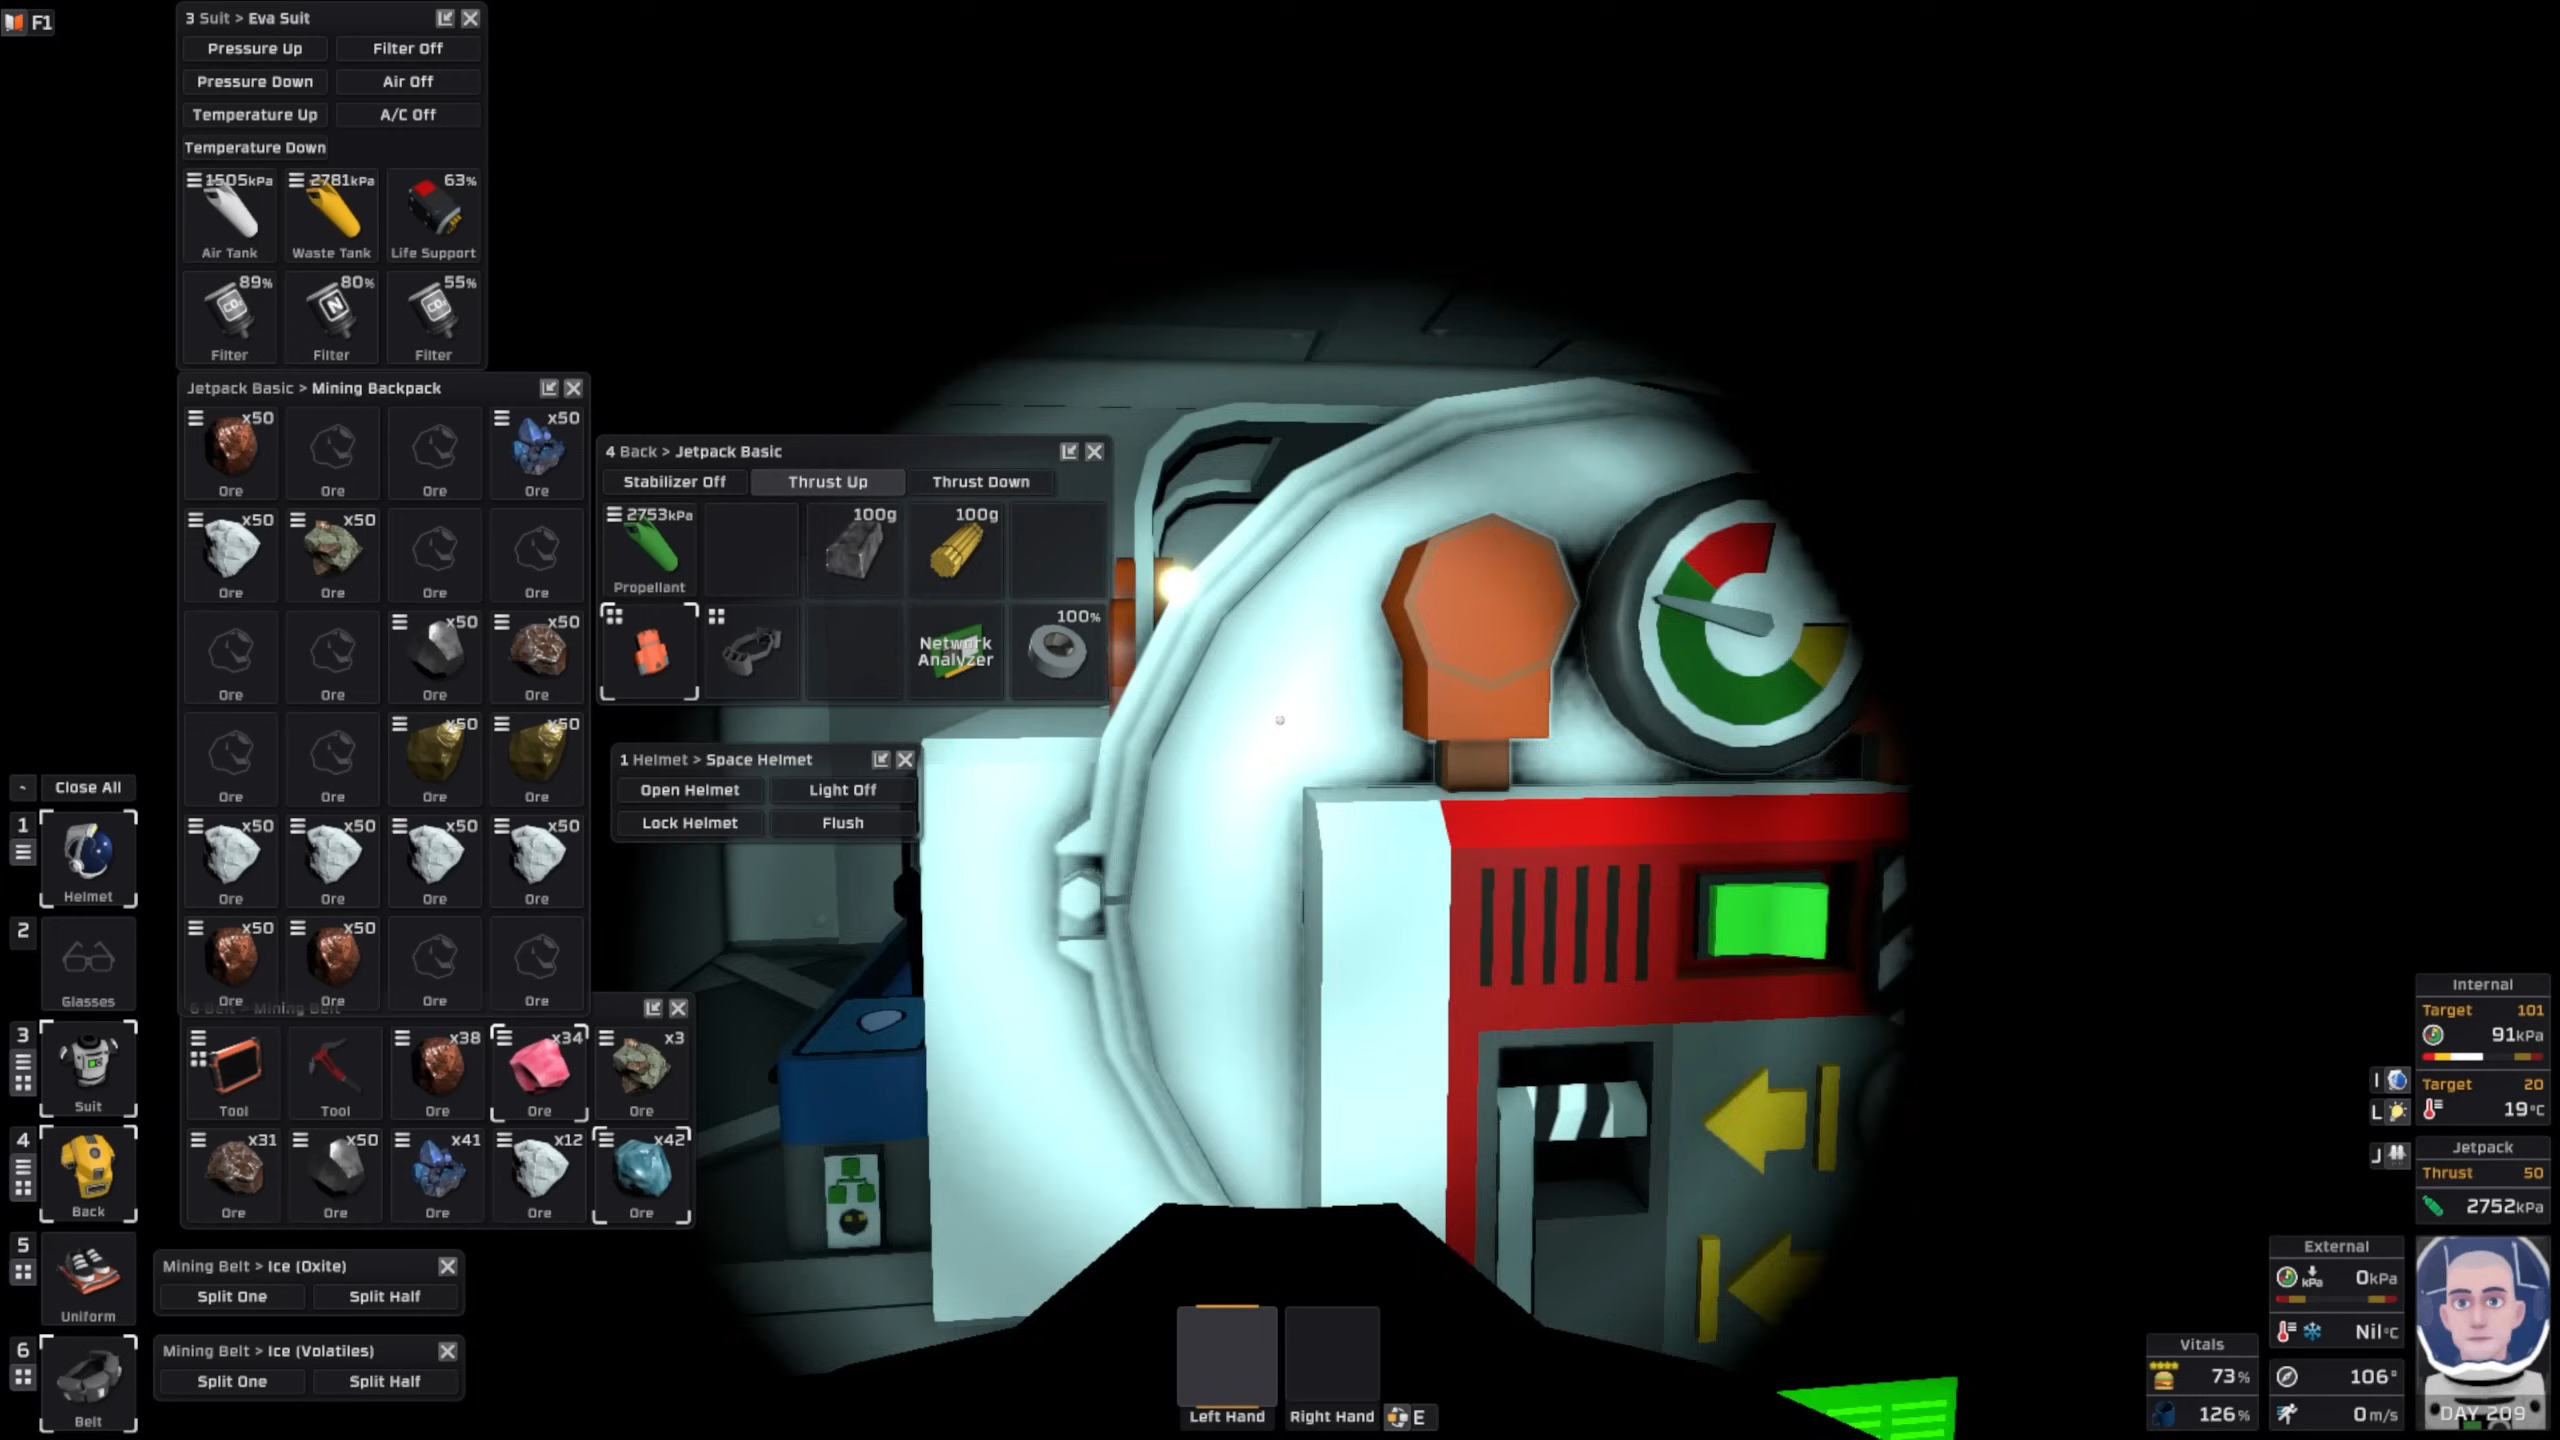 F1
3 Suit > Eva Suit
Pressure Up
Filter Off
Pressure Down
Air Off
Temperature Up
A/C Off
Temperature Down
1505kPa
2781kPa
63%
Air Tank
Waste Tank
Life Support
89%
80%
55%
CO₂
N
CO₂
Filter
Filter
Filter
Jetpack Basic > Mining Backpack
x50
x50
Ore
Ore
Ore
Ore
x50
x50
Ore
Ore
Ore
Ore
x50
x50
Ore
Ore
Ore
Ore
x50
x50
Ore
Ore
Ore
Ore
x50
x50
x50
x50
Ore
Ore
Ore
Ore
x50
x50
Ore
Ore
Ore
Ore
4 Back > Jetpack Basic
Stabilizer Off
Thrust Up
Thrust Down
2753kPa
100g
100g
Propellant
Network
Analyzer
100%
1 Helmet > Space Helmet
Open Helmet
Light Off
Lock Helmet
Flush
6 Belt > Mining Belt
x38
x34
x3
Tool
Tool
Ore
Ore
Ore
x31
x50
x41
x12
x42
Ore
Ore
Ore
Ore
Ore
Mining Belt > Ice (Oxite)
Split One
Split Half
Mining Belt > Ice (Volatiles)
Split One
Split Half
~
Close All
1
Helmet
2
Glasses
3
Suit
4
Back
5
Uniform
6
Belt
Left Hand
Right Hand
E
Internal
Target 101
91kPa
Target 20
19°C
I
L
J
Jetpack
Thrust 50
2752kPa
External
kPa
0kPa
Nil°C
106°
0m/s
Vitals
73%
126%
DAY 209